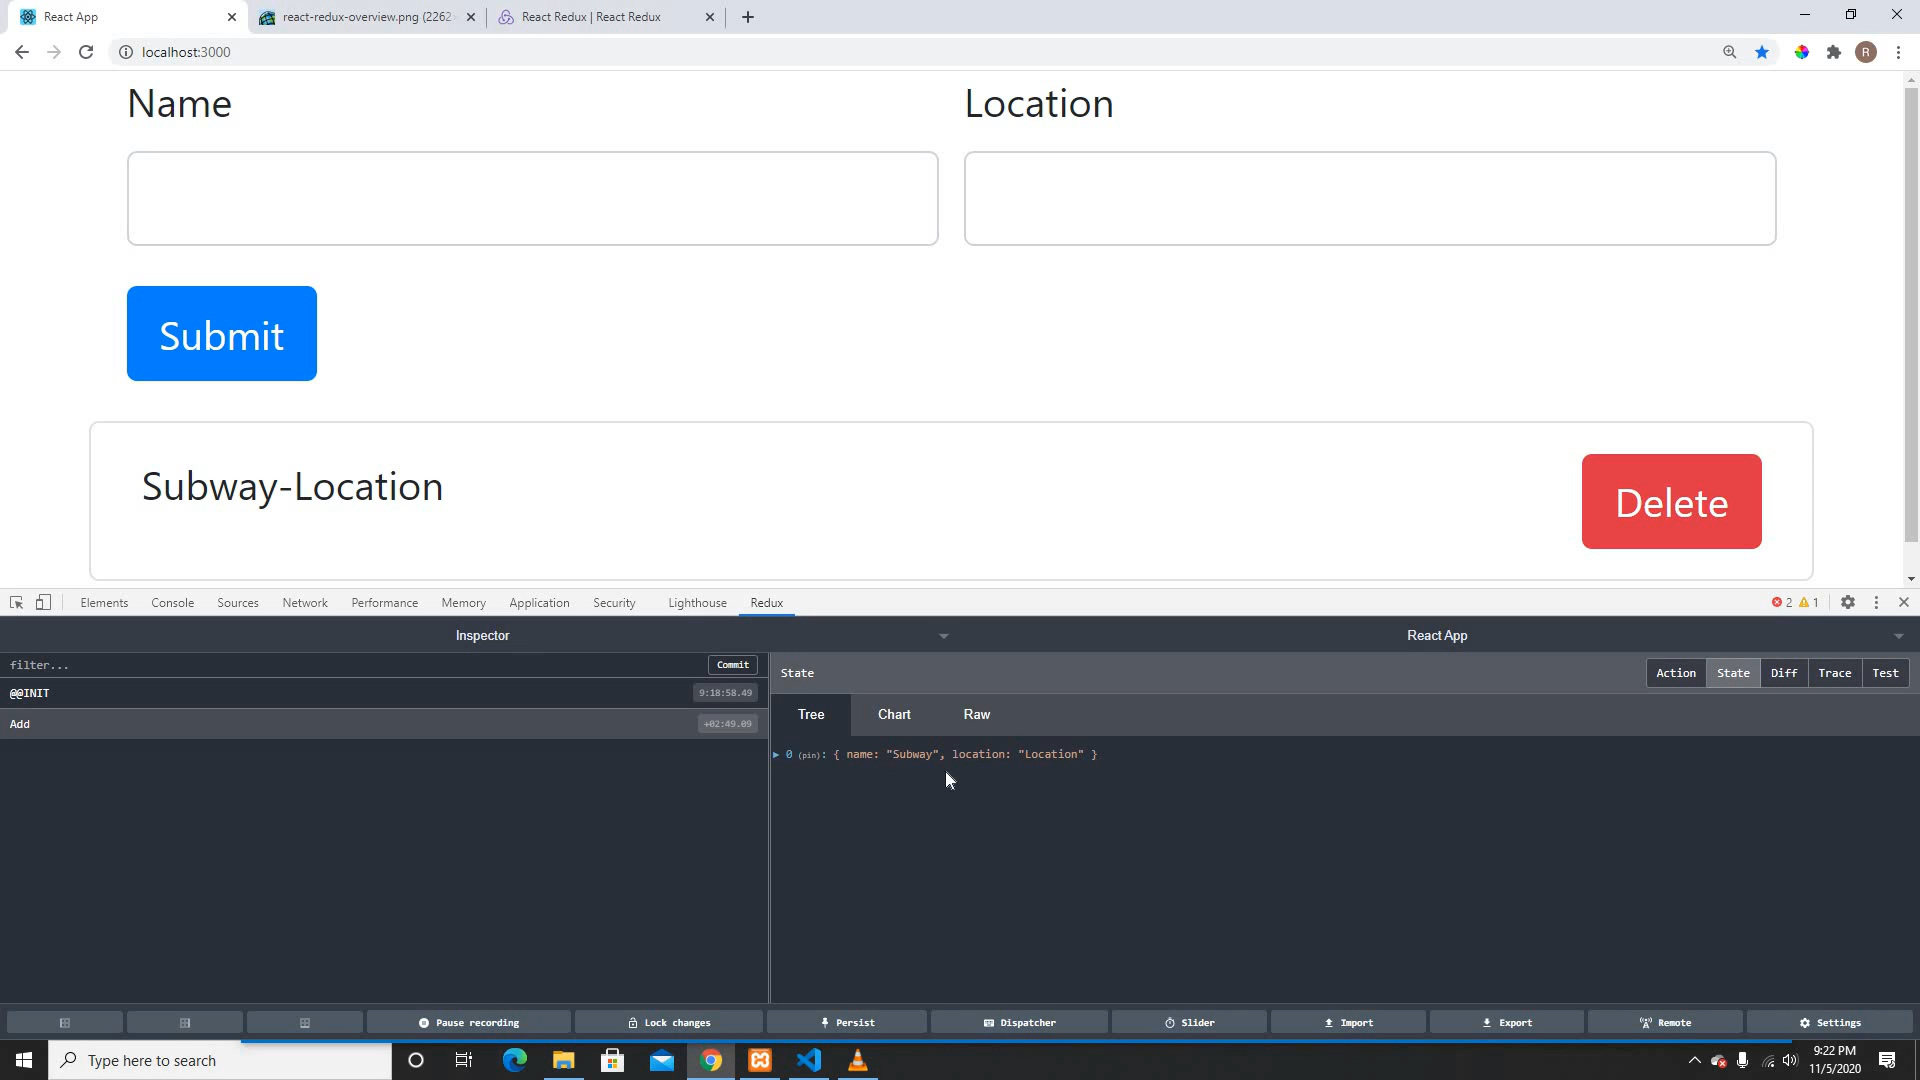 React App
react-redux-overview.png (2262
React Redux | React Redux
localhost:3000
R
Name
Location
Submit
Subway-Location
Delete
Elements
Console
Sources
Network
Performance
Memory
Application
Security
Lighthouse
Redux
2
1
Inspector
React App
filter...
Commit
@@INIT
9:18:58.49
Add
+02:49.09
State
Action
State
Diff
Trace
Test
Tree
Chart
Raw
0 (pin): { name: "Subway", location: "Location" }
Pause recording
Lock changes
Persist
Dispatcher
Slider
Import
Export
Remote
Settings
Type here to search
9:22 PM
11/5/2020